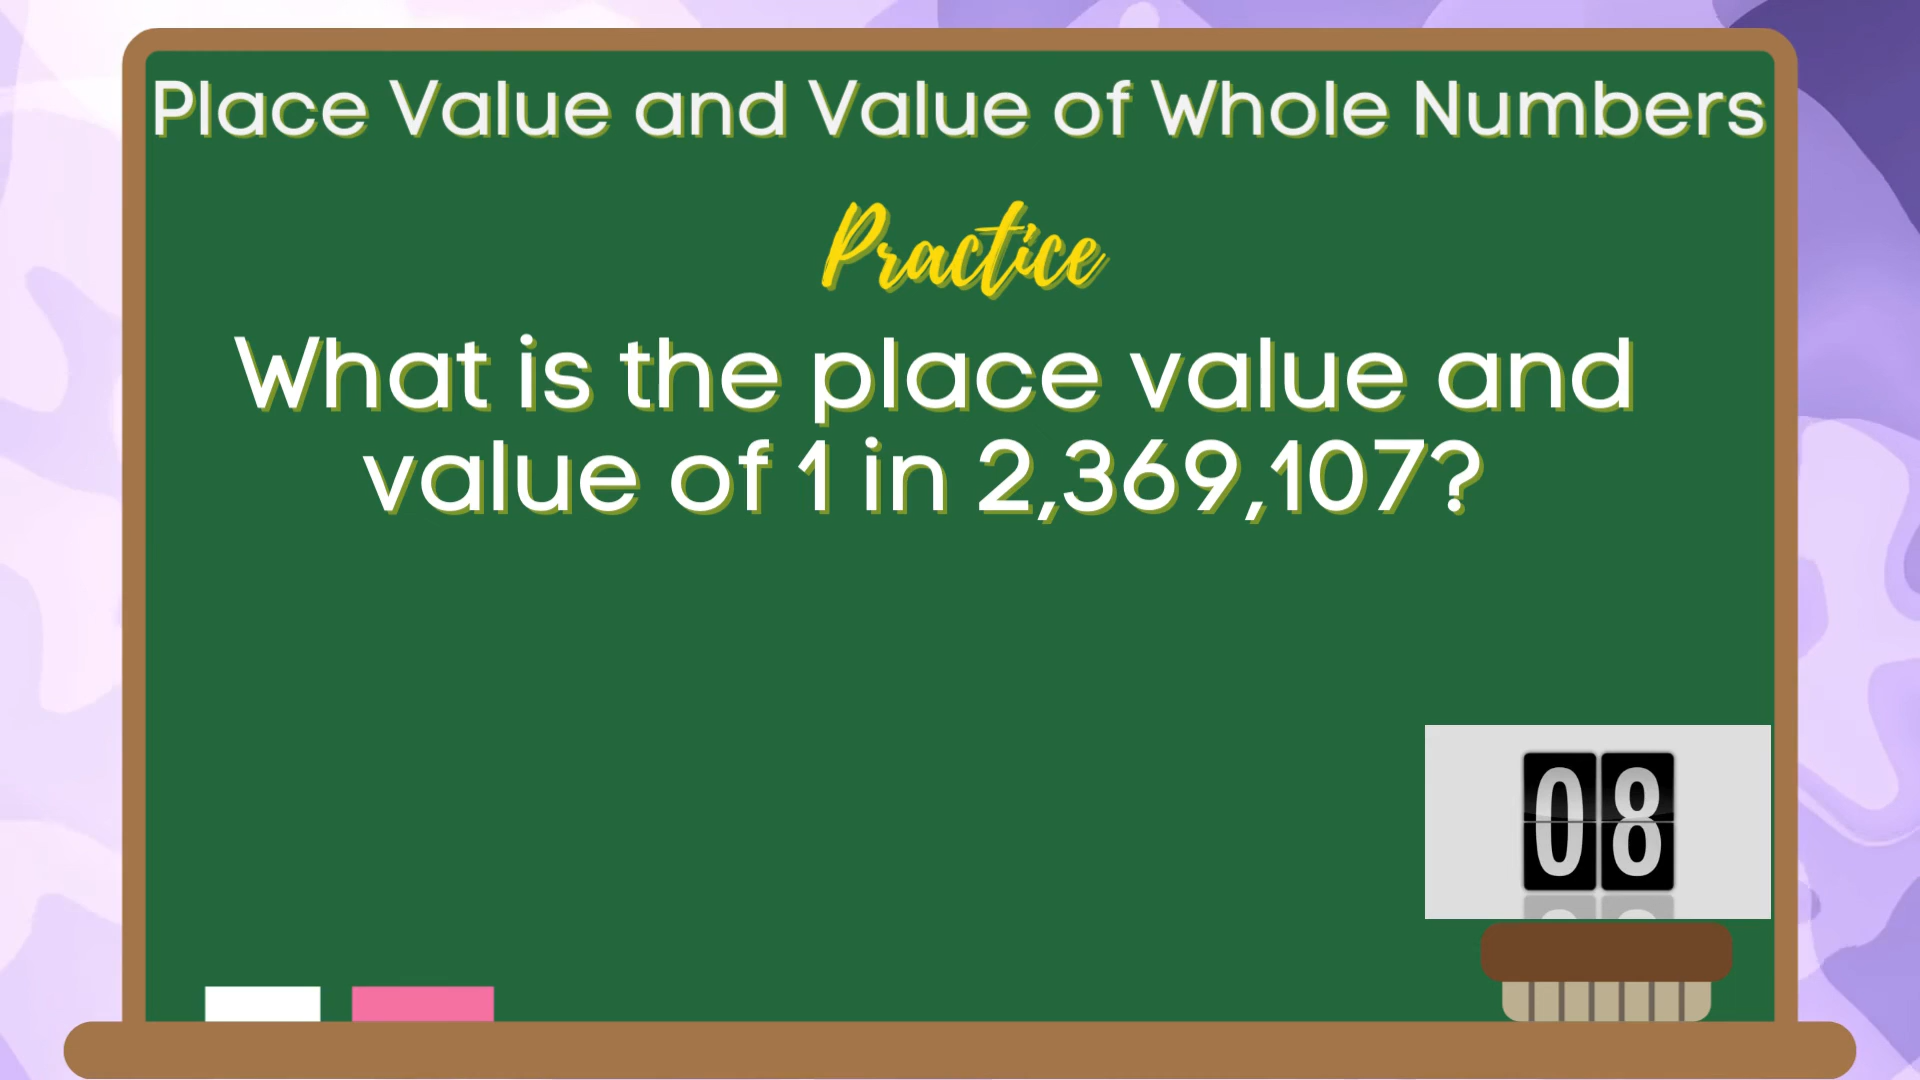 Place Value and Value of Whole Numbers
Practice
What is the place value and
value of 1 in 2,369,107?
08